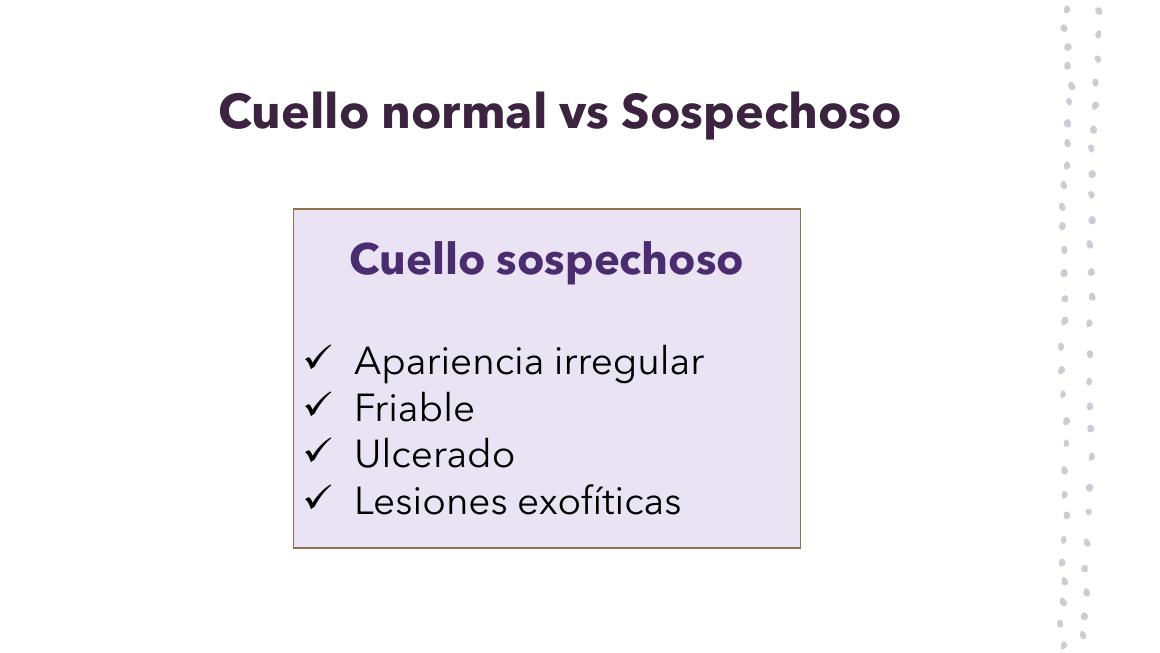 Cuello normal vs Sospechoso
Cuello sospechoso
✓ Apariencia irregular
✓ Friable
✓ Ulcerado
✓ Lesiones exofíticas